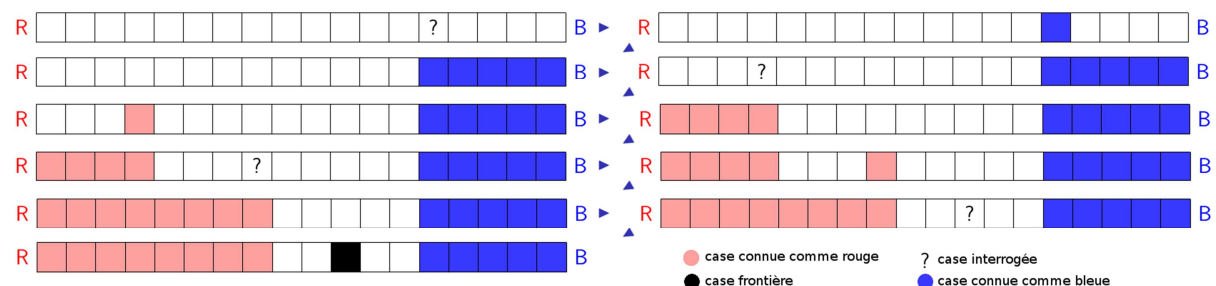 R ? B R B
R B R ? B
R B R B
R ? B R B
R B R ? B
R B
case connue comme rouge ? case interrogée
case frontière case connue comme bleue